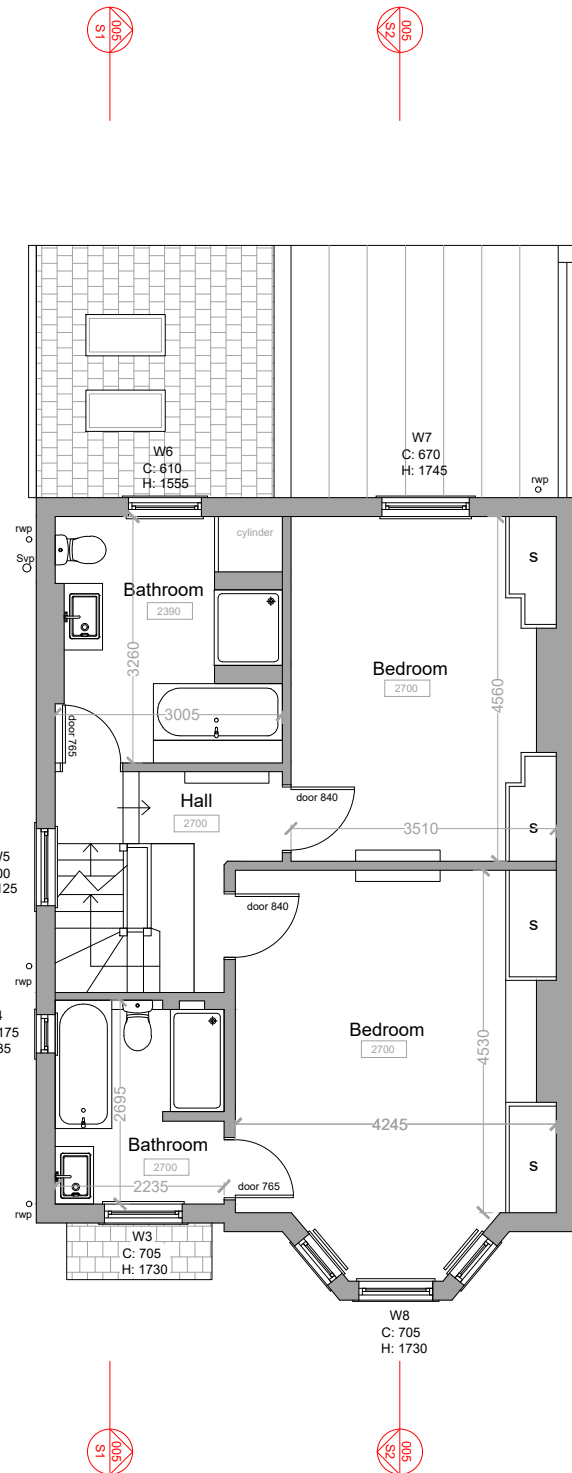 005
S1
005
S2
W6
C: 610
H: 1555
W7
C: 670
H: 1745
rwp
rwp
Svp
cylinder
S
Bathroom
2390
3260
Bedroom
2700
4560
3005
door 765
Hall
2700
door 840
3510
S
door 840
S
rwp
Bedroom
2700
4530
2695
4245
Bathroom
2700
S
2235
door 765
rwp
W3
C: 705
H: 1730
W8
C: 705
H: 1730
005
S1
005
S2